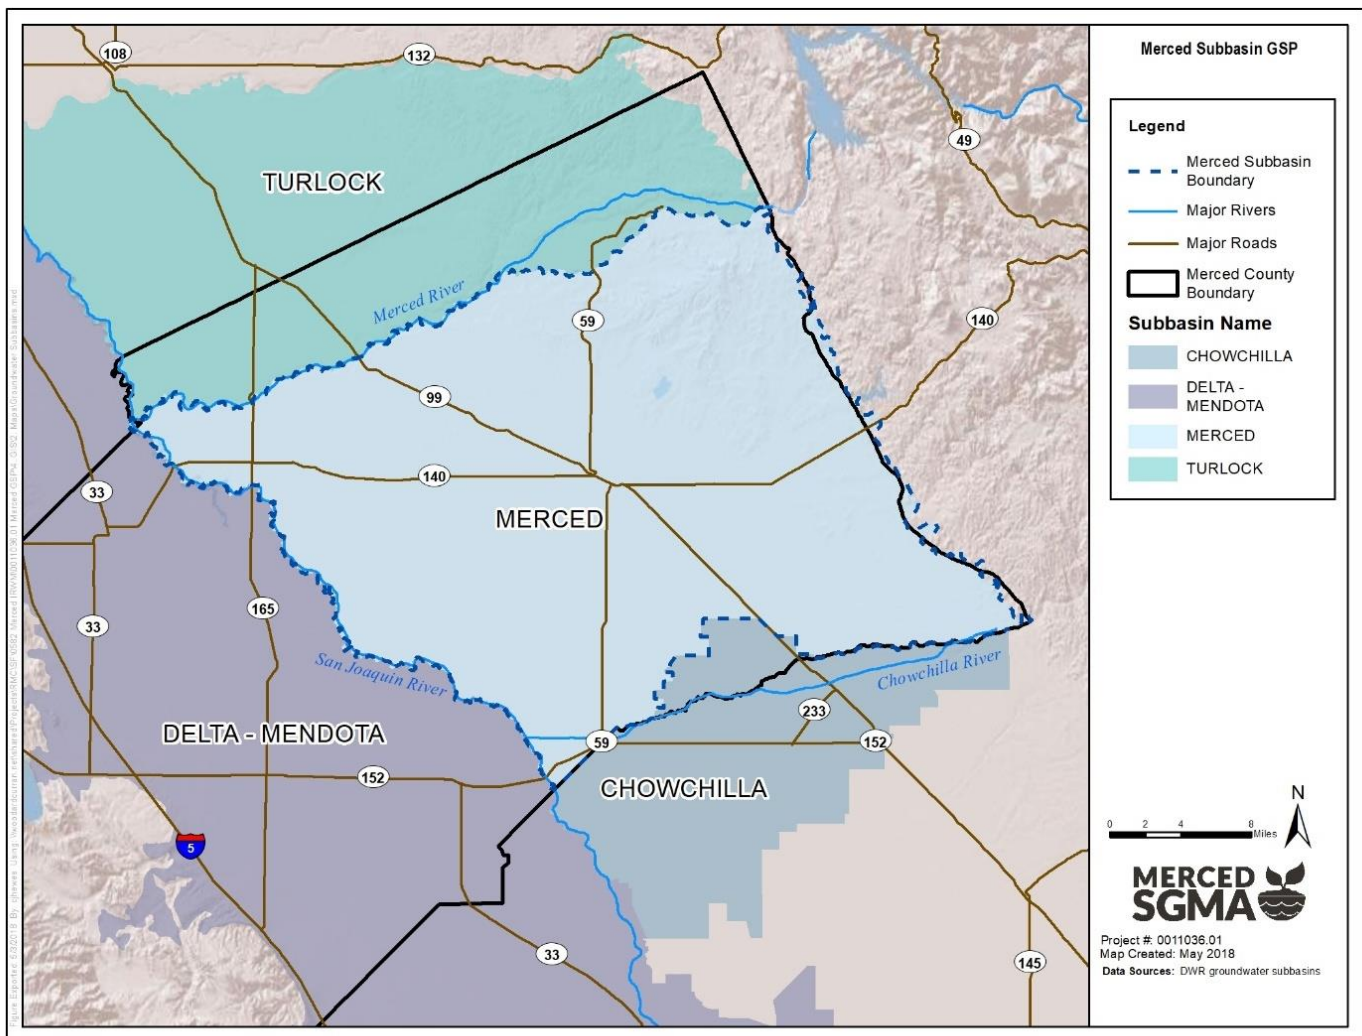 Merced Subbasin GSP
Legend
Merced Subbasin
Boundary
Major Rivers
Major Roads
Merced County
Boundary
Subbasin Name
CHOWCHILLA
DELTA -
MENDOTA
MERCED
TURLOCK
108
132
49
TURLOCK
Merced River
59
140
99
140
33
MERCED
165
33
San Joaquin River
Chowchilla River
233
DELTA - MENDOTA
59
152
152
CHOWCHILLA
5
33
145
N
0 2 4 8
Miles
MERCED
SGMA
Project #: 0011036.01
Map Created: May 2018
Data Sources: DWR groundwater subbasins